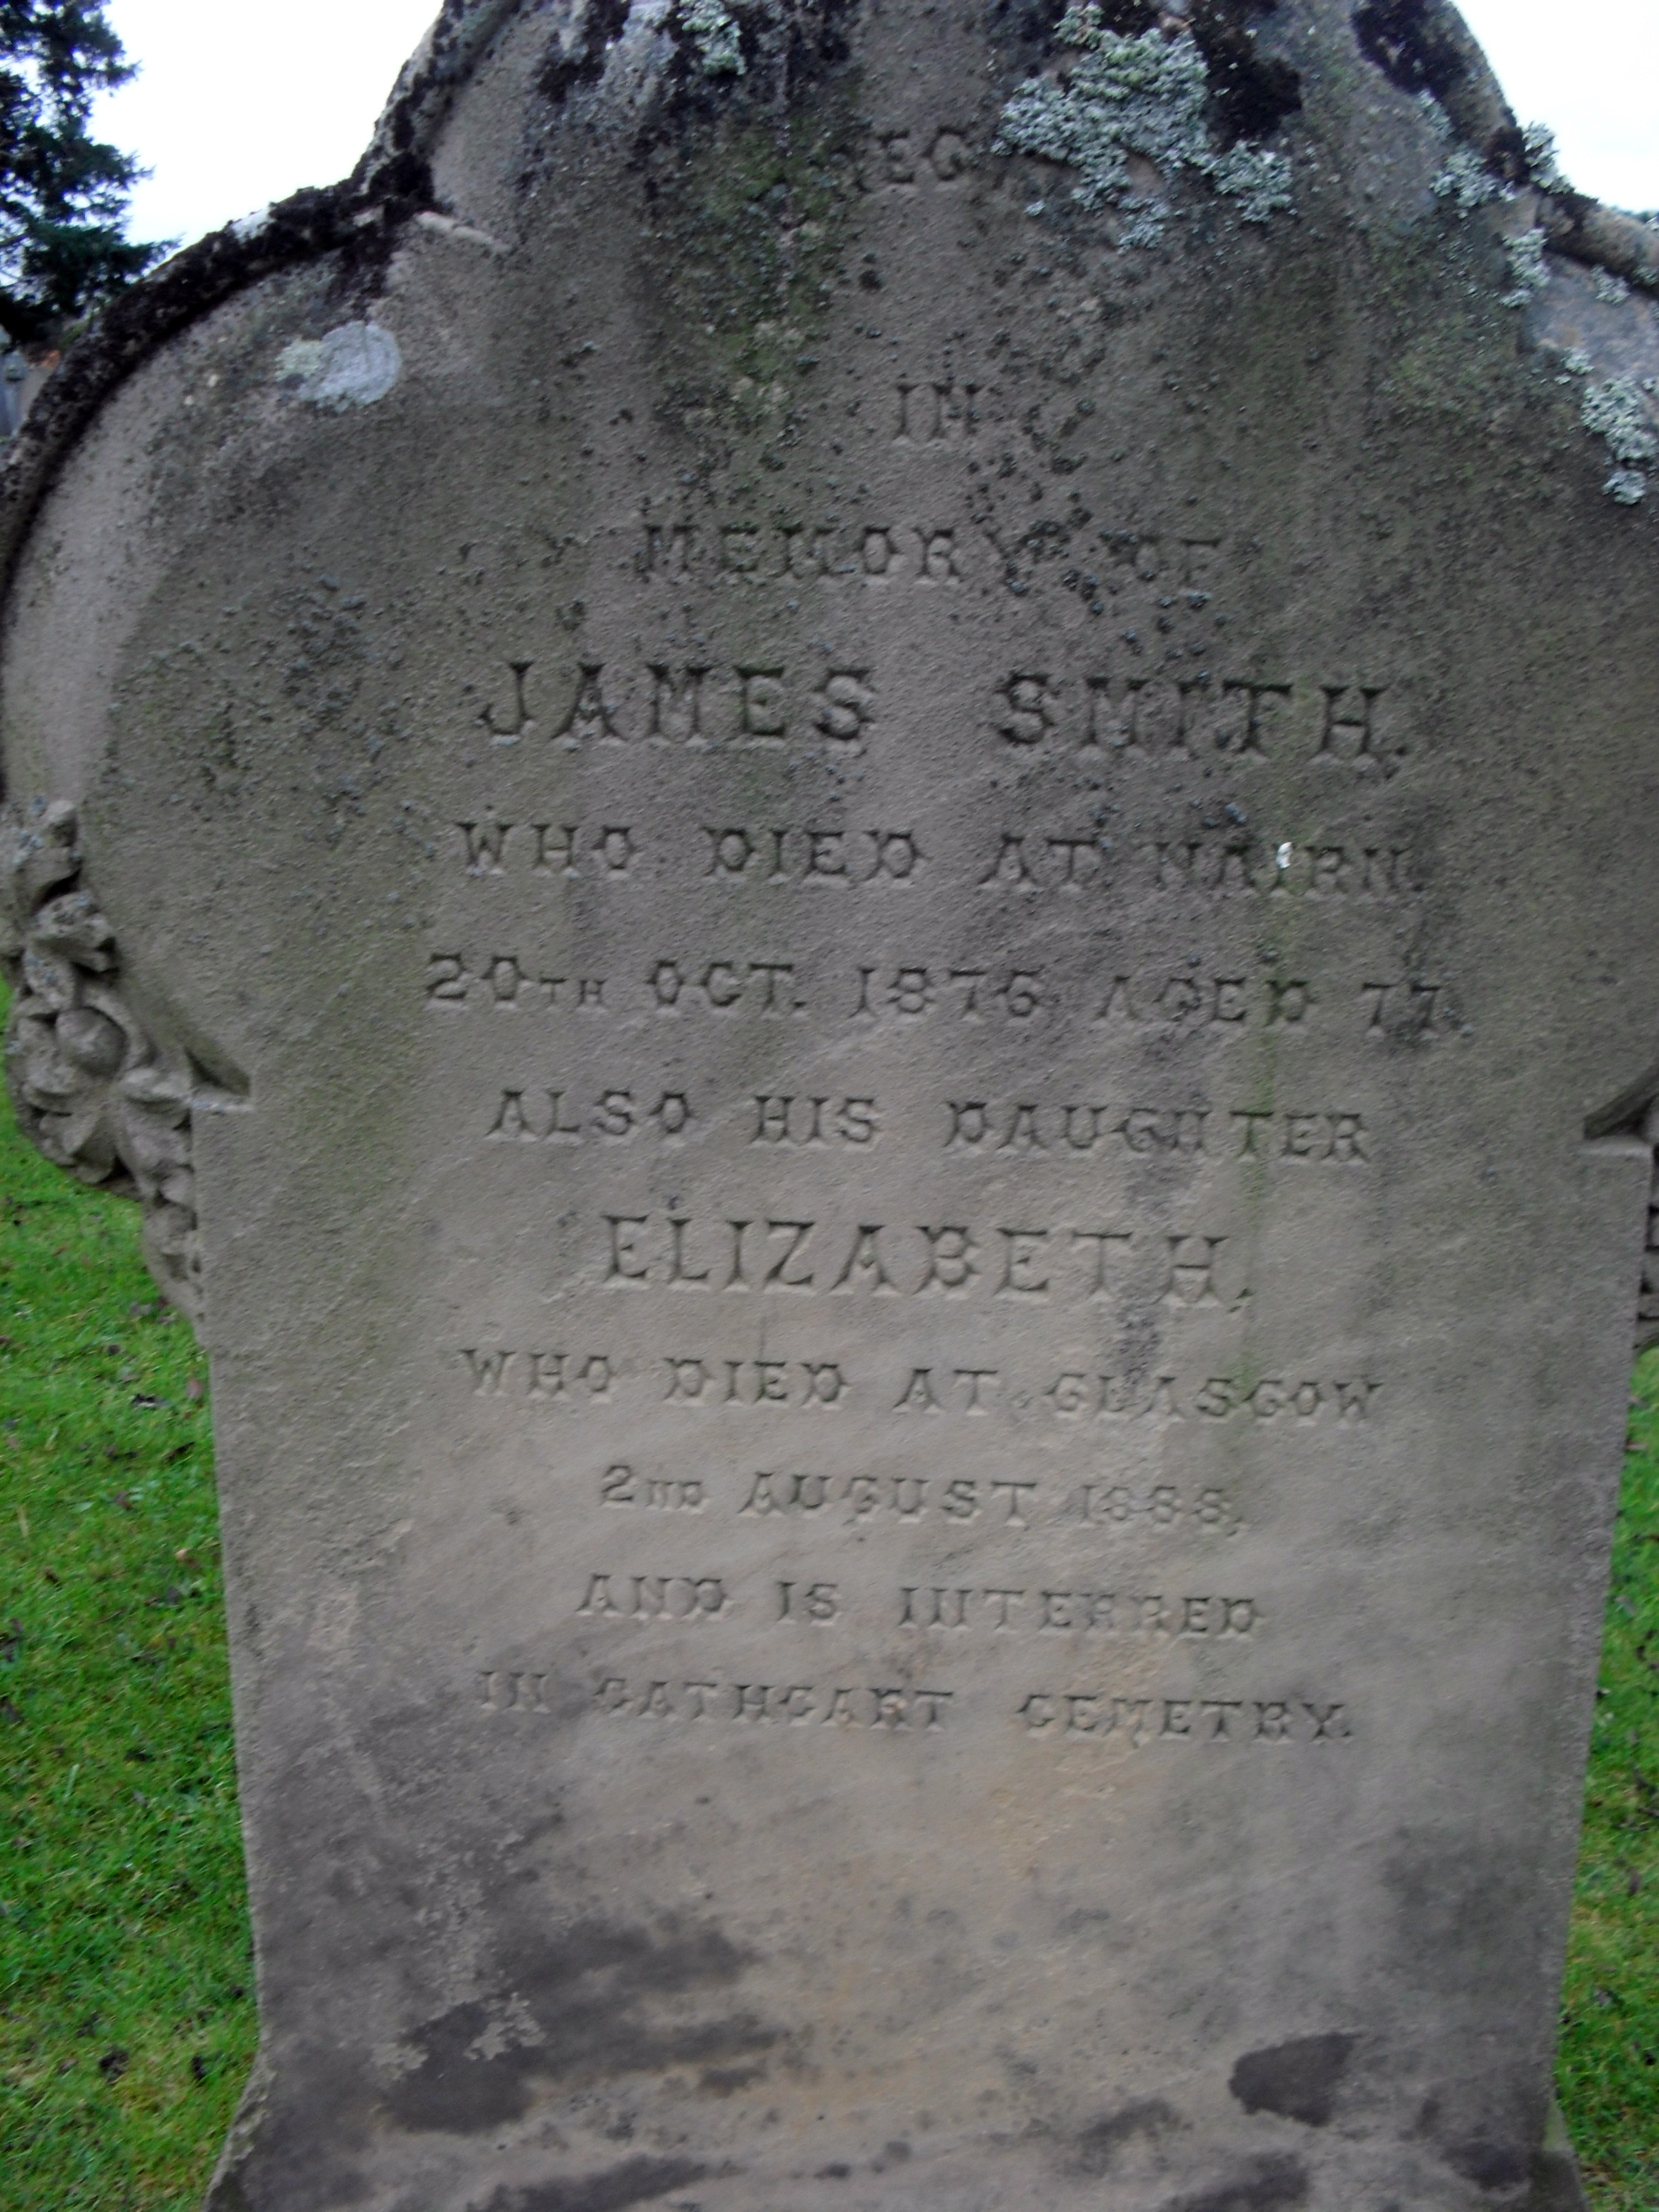 IN
MEMORY OF
JAMES SMITH.
WHO DIED AT NAIRN.
20TH OCT. 1876 AGED 77.
ALSO HIS DAUGHTER
ELIZABETH,
WHO DIED AT GLASGOW
2ND AUGUST 1888,
AND IS INTERRED
IN CATHCART CEMETRY.